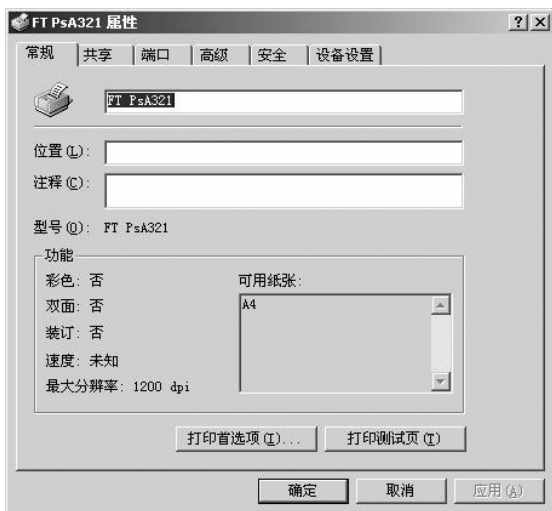 FT PsA321 属性
常规 共享 端口 高级 安全 设备设置
FT PsA321
位置(L):
注释(C):
型号(O): FT PsA321
功能
彩色: 否
双面: 否
装订: 否
速度: 未知
最大分辨率: 1200 dpi
可用纸张:
A4
打印首选项(I)... 打印测试页(T)
确定 取消 应用(A)